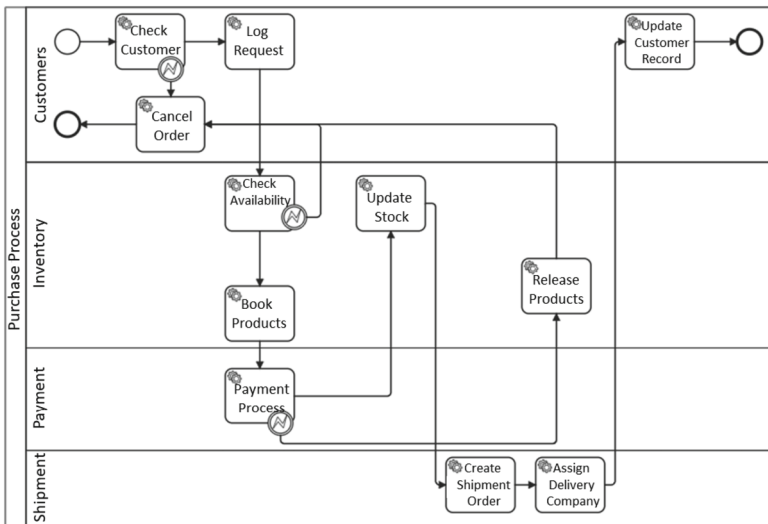 Purchase Process
Customers
Check
Customer
Log
Request
Update
Customer
Record
Cancel
Order
Inventory
Check
Availability
Update
Stock
Release
Products
Book
Products
Payment
Payment
Process
Shipment
Create
Shipment
Order
Assign
Delivery
Company